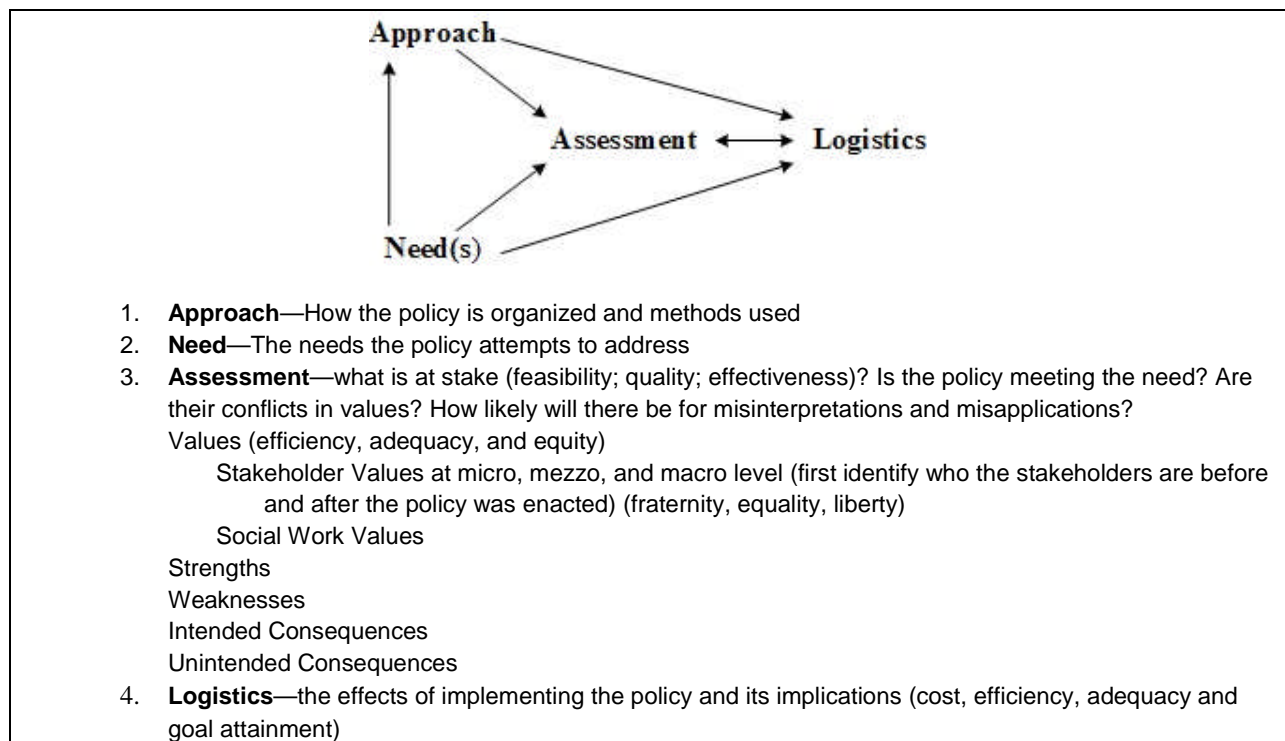 Approach
Assessment
Logistics
Need(s)
1. Approach—How the policy is organized and methods used
2. Need—The needs the policy attempts to address
3. Assessment—what is at stake (feasibility; quality; effectiveness)? Is the policy meeting the need? Are
their conflicts in values? How likely will there be for misinterpretations and misapplications?
Values (efficiency, adequacy, and equity)
Stakeholder Values at micro, mezzo, and macro level (first identify who the stakeholders are before
and after the policy was enacted) (fraternity, equality, liberty)
Social Work Values
Strengths
Weaknesses
Intended Consequences
Unintended Consequences
4. Logistics—the effects of implementing the policy and its implications (cost, efficiency, adequacy and
goal attainment)